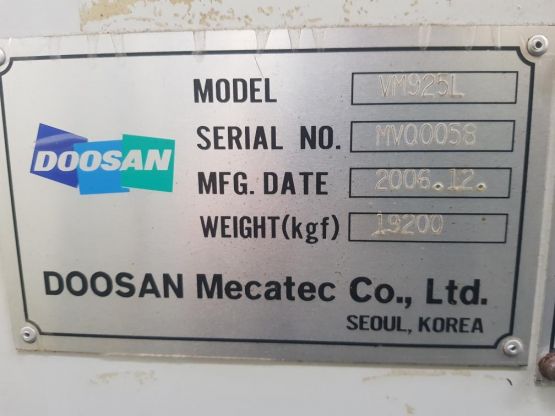 MODEL VM925L
SERIAL NO. MVQ0058
MFG. DATE 2006.12.
WEIGHT(kgf) 19200
DOOSAN
DOOSAN Mecatec Co., Ltd.
SEOUL, KOREA